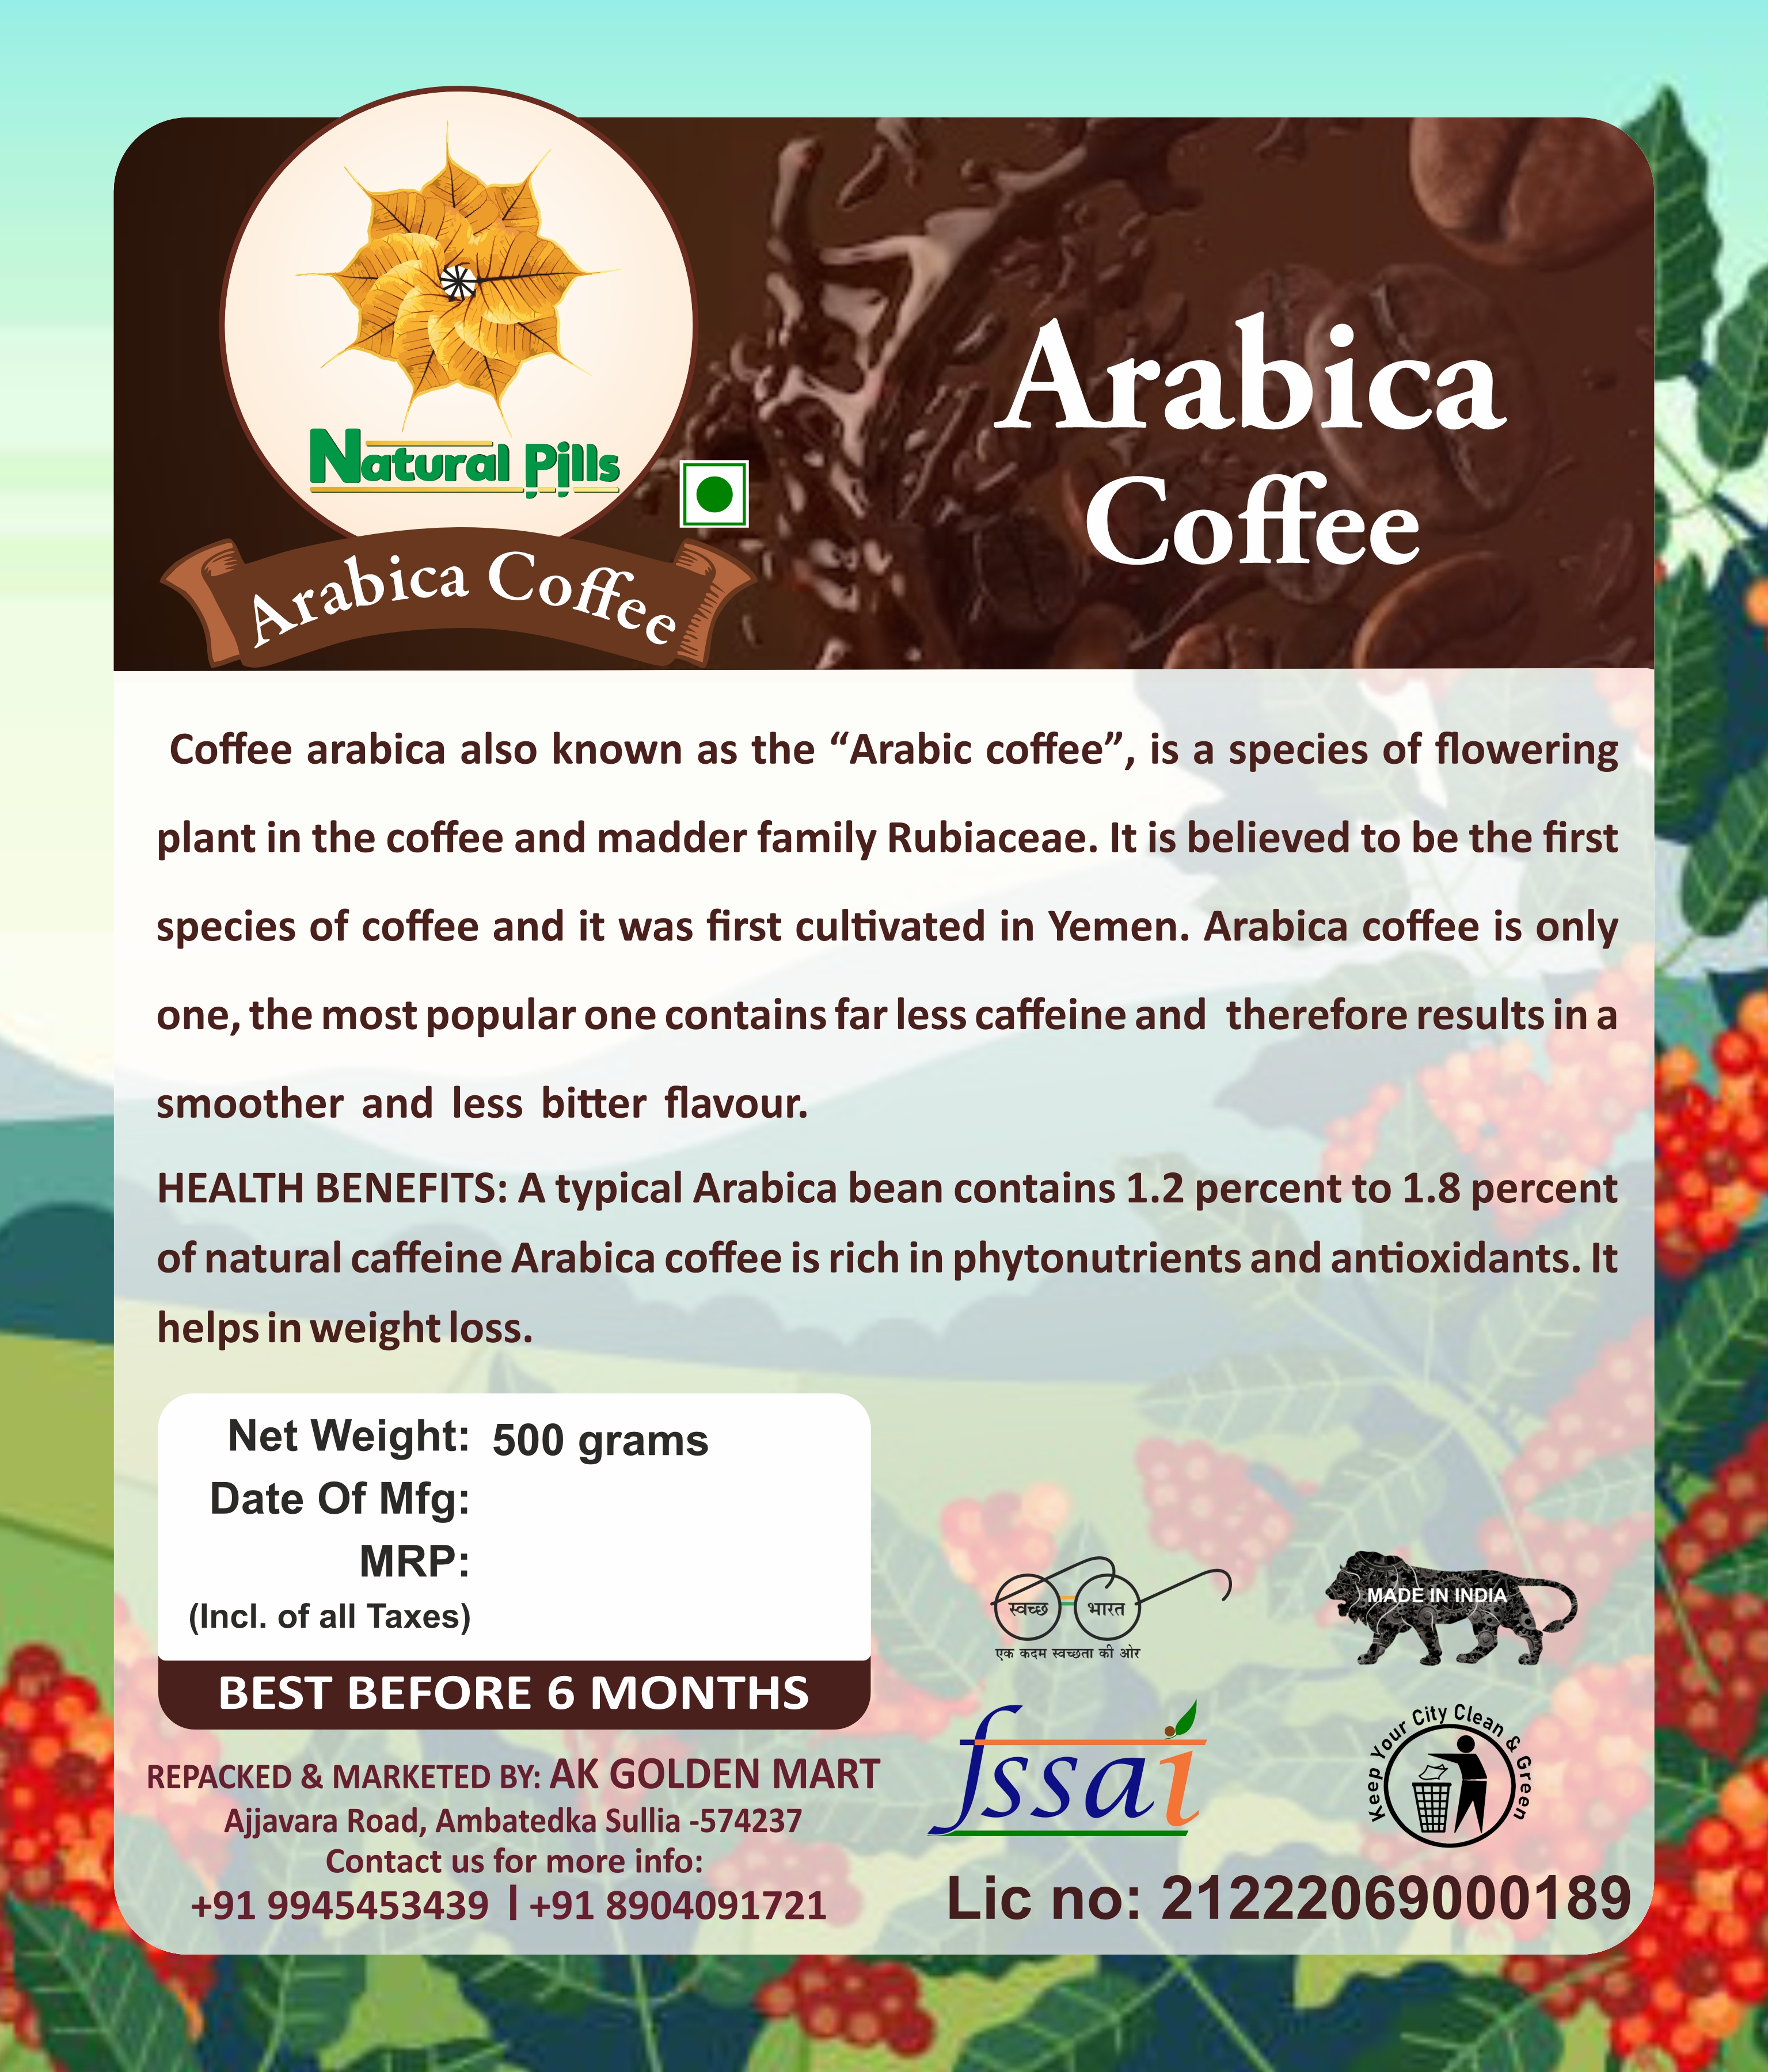 Natural Pills
Arabica Coffee
Arabica
Coffee
Coffee arabica also known as the “Arabic coffee”, is a species of flowering
plant in the coffee and madder family Rubiaceae. It is believed to be the first
species of coffee and it was first cultivated in Yemen. Arabica coffee is only
one, the most popular one contains far less caffeine and therefore results in a
smoother and less bitter flavour.
HEALTH BENEFITS: A typical Arabica bean contains 1.2 percent to 1.8 percent
of natural caffeine Arabica coffee is rich in phytonutrients and antioxidants. It
helps in weight loss.
Net Weight: 500 grams
Date Of Mfg:
MRP:
(Incl. of all Taxes)
BEST BEFORE 6 MONTHS
REPACKED & MARKETED BY: AK GOLDEN MART
Ajjavara Road, Ambatedka Sullia -574237
Contact us for more info:
+91 9945453439 | +91 8904091721
स्वच्छ भारत
एक कदम स्वच्छता की ओर
MADE IN INDIA
fssai
Keep Your City Clean & Green
Lic no: 21222069000189